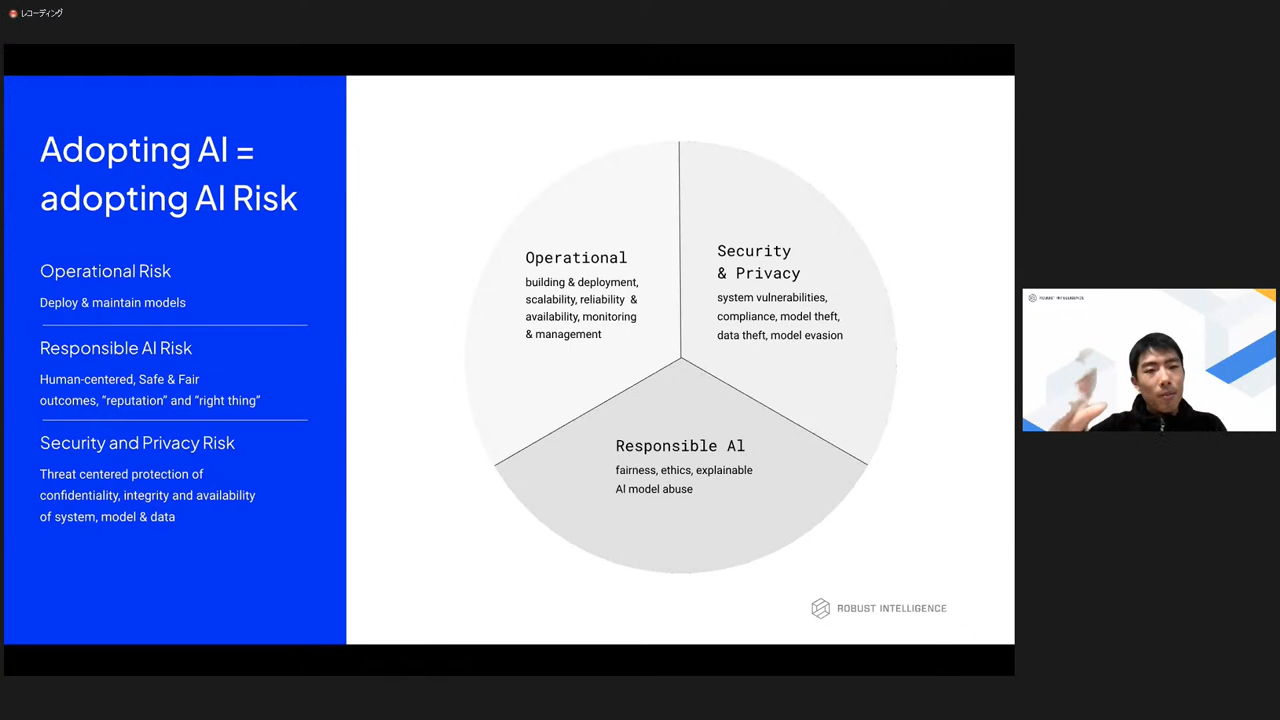 レコーディング
Adopting AI =
adopting AI Risk
Operational Risk
Deploy & maintain models
Responsible AI Risk
Human-centered, Safe & Fair
outcomes, “reputation” and “right thing”
Security and Privacy Risk
Threat centered protection of
confidentiality, integrity and availability
of system, model & data
Operational
building & deployment,
scalability, reliability &
availability, monitoring
& management
Security
& Privacy
system vulnerabilities,
compliance, model theft,
data theft, model evasion
Responsible AI
fairness, ethics, explainable
AI model abuse
ROBUST INTELLIGENCE
ROBUST INTELLIGENCE